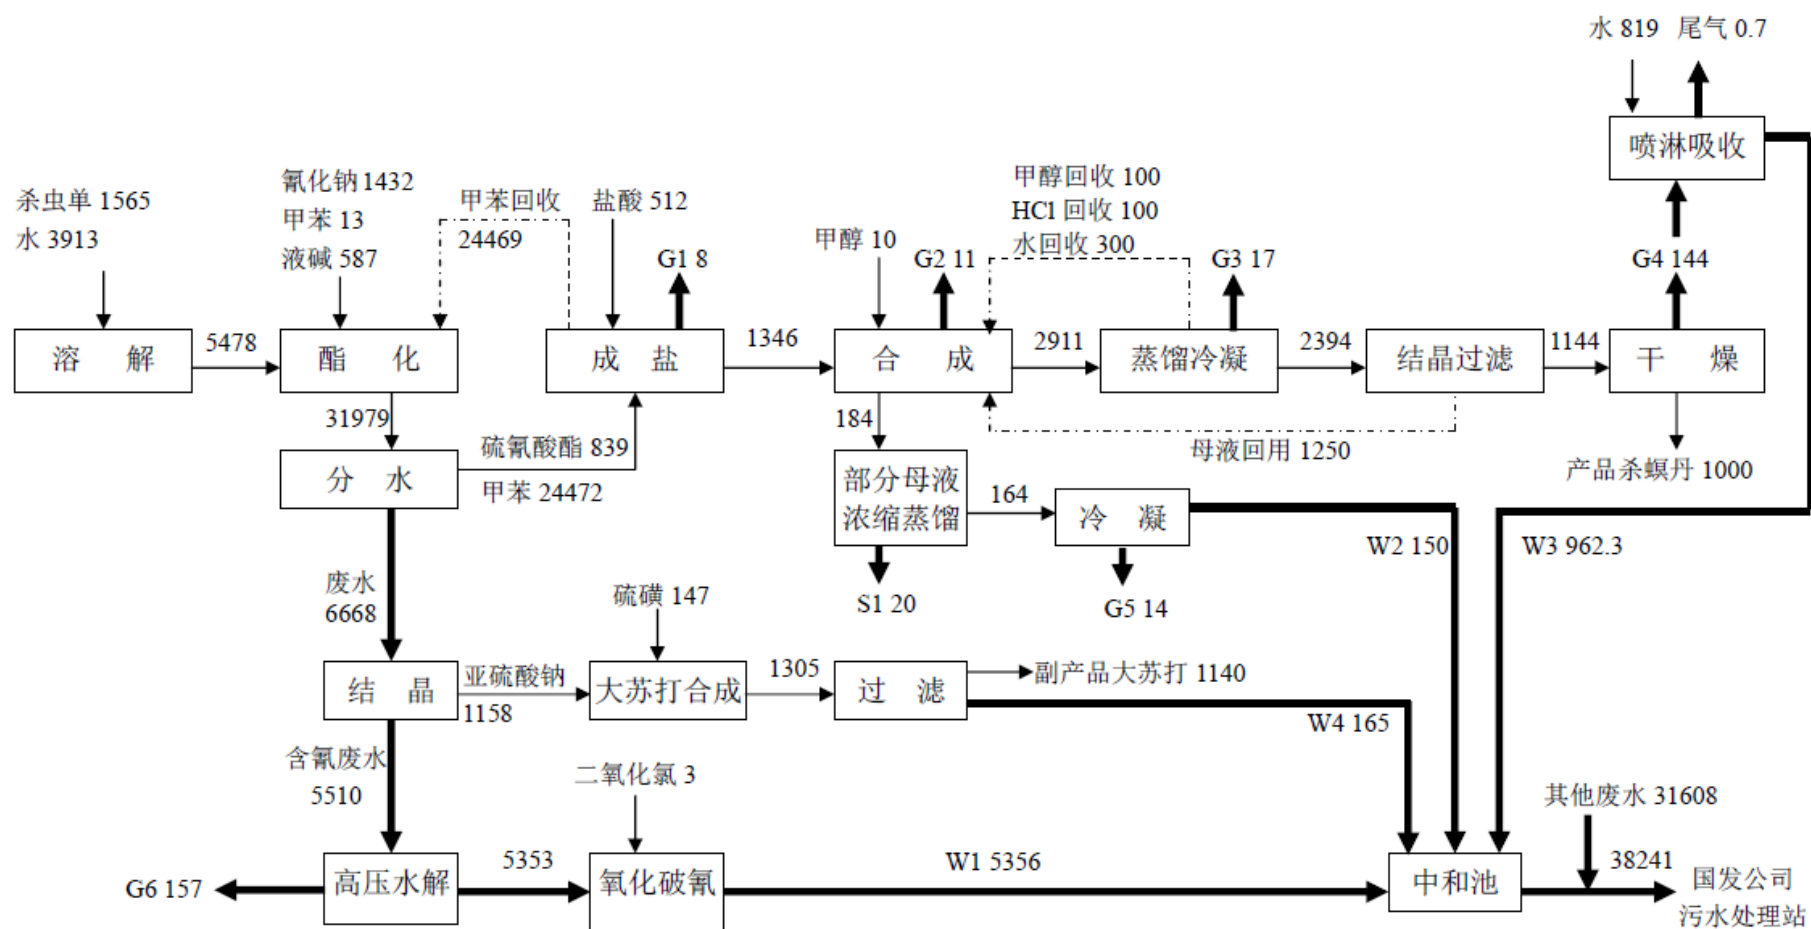 水 819 尾气 0.7
喷淋吸收
杀虫单 1565
水 3913
氰化钠 1432
甲苯 13
液碱 587
甲苯回收
24469
盐酸 512
G1 8
甲醇 10
G2 11
甲醇回收 100
HCl 回收 100
水回收 300
G3 17
G4 144
溶 解
5478
酯 化
成 盐
1346
合 成
2911
蒸馏冷凝
2394
结晶过滤
1144
干 燥
31979
184
母液回用 1250
产品杀螟丹 1000
分 水
硫氰酸酯 839
甲苯 24472
部分母液
浓缩蒸馏
164
冷 凝
W2 150
W3 962.3
S1 20
G5 14
废水
6668
硫磺 147
结 晶
亚硫酸钠
1158
大苏打合成
1305
过 滤
副产品大苏打 1140
W4 165
含氰废水
5510
二氧化氯 3
其他废水 31608
G6 157
高压水解
5353
氧化破氰
W1 5356
中和池
38241
国发公司
污水处理站